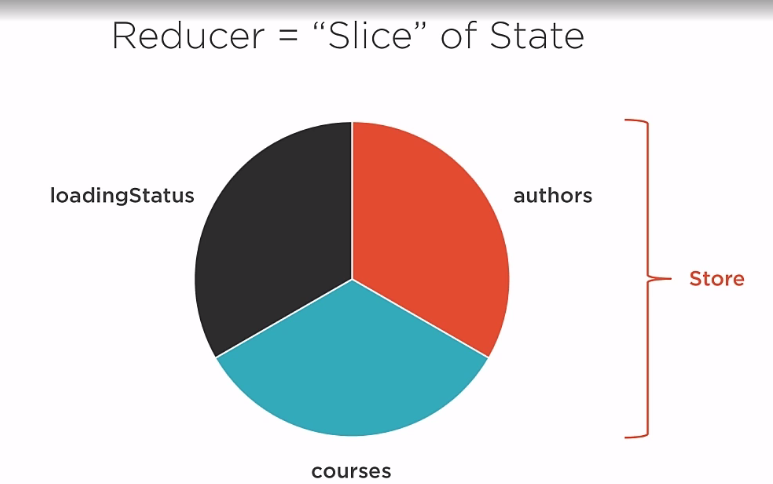 Reducer = “Slice” of State
loadingStatus
authors
Store
courses